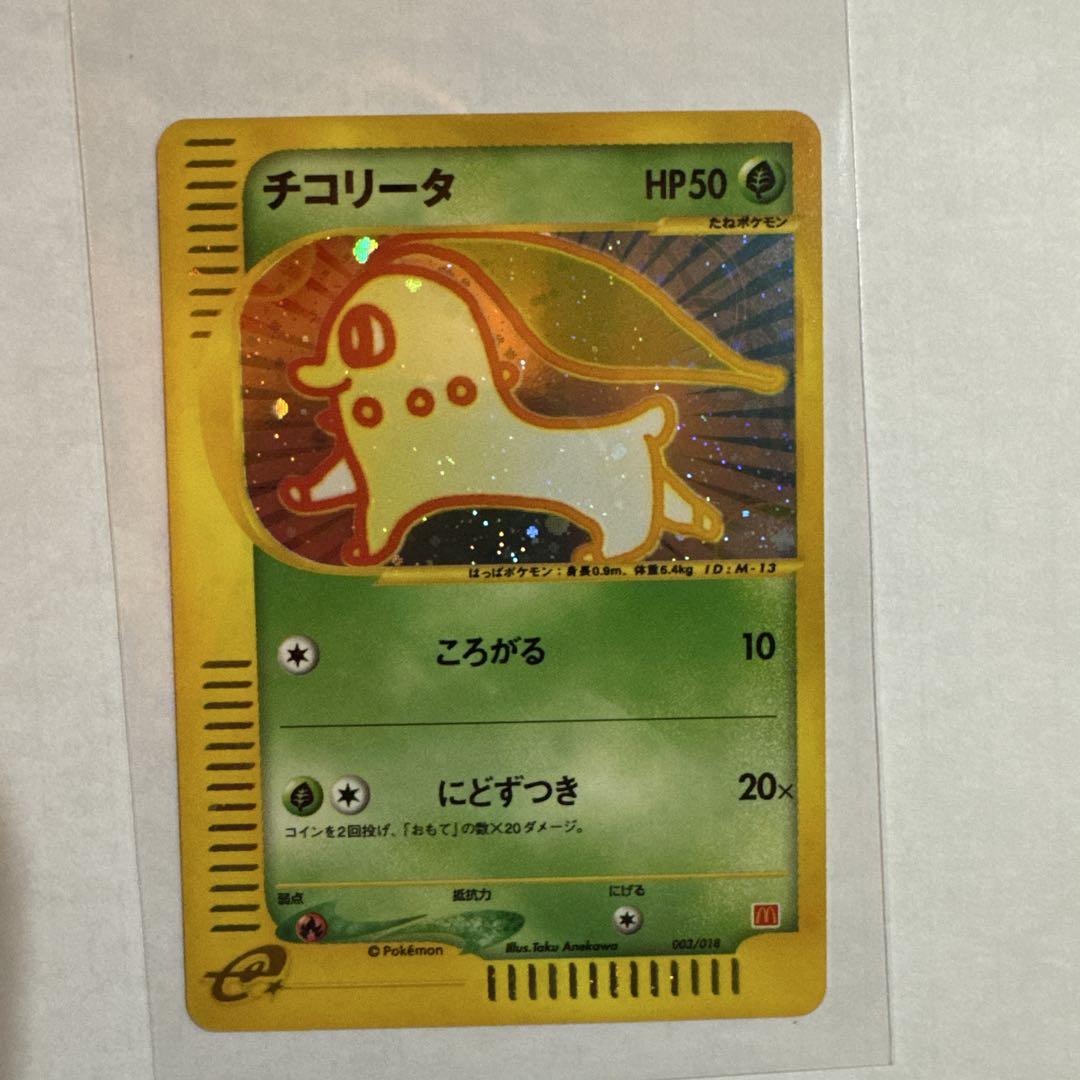 チコリータ
HP50
たねポケモン
はっぱポケモン：身長0.9m、体重6.4kg ID：M-13
ころがる 10
にどずつき 20×
コインを2回投げ、「おもて」の数×20ダメージ。
弱点 抵抗力 にげる
©Pokémon Illus.Taku Anekawa 003/018